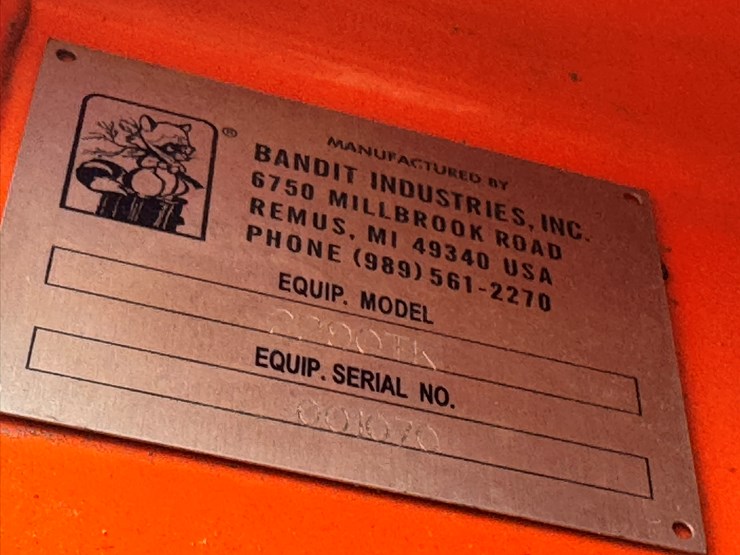 ®
MANUFACTURED BY
BANDIT INDUSTRIES, INC.
6750 MILLBROOK ROAD
REMUS, MI 49340 USA
PHONE (989) 561-2270
EQUIP. MODEL
EQUIP. SERIAL NO.
001070